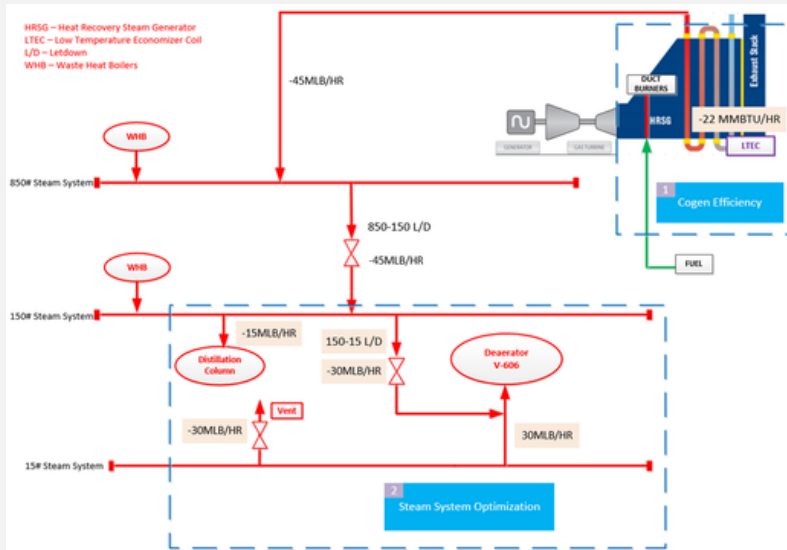 HRSG – Heat Recovery Steam Generator
LTEC – Low Temperature Economizer Coil
L/D – Letdown
WHB – Waste Heat Boilers
-45MLB/HR
DUCT
BURNERS
Exhaust Stack
HRSG
-22 MMBTU/HR
LTEC
GENERATOR
GAS TURBINE
1
Cogen Efficiency
FUEL
WHB
850# Steam System
850-150 L/D
-45MLB/HR
WHB
150# Steam System
-15MLB/HR
Distillation
Column
150-15 L/D
-30MLB/HR
Deaerator
V-606
Vent
-30MLB/HR
30MLB/HR
15# Steam System
2
Steam System Optimization